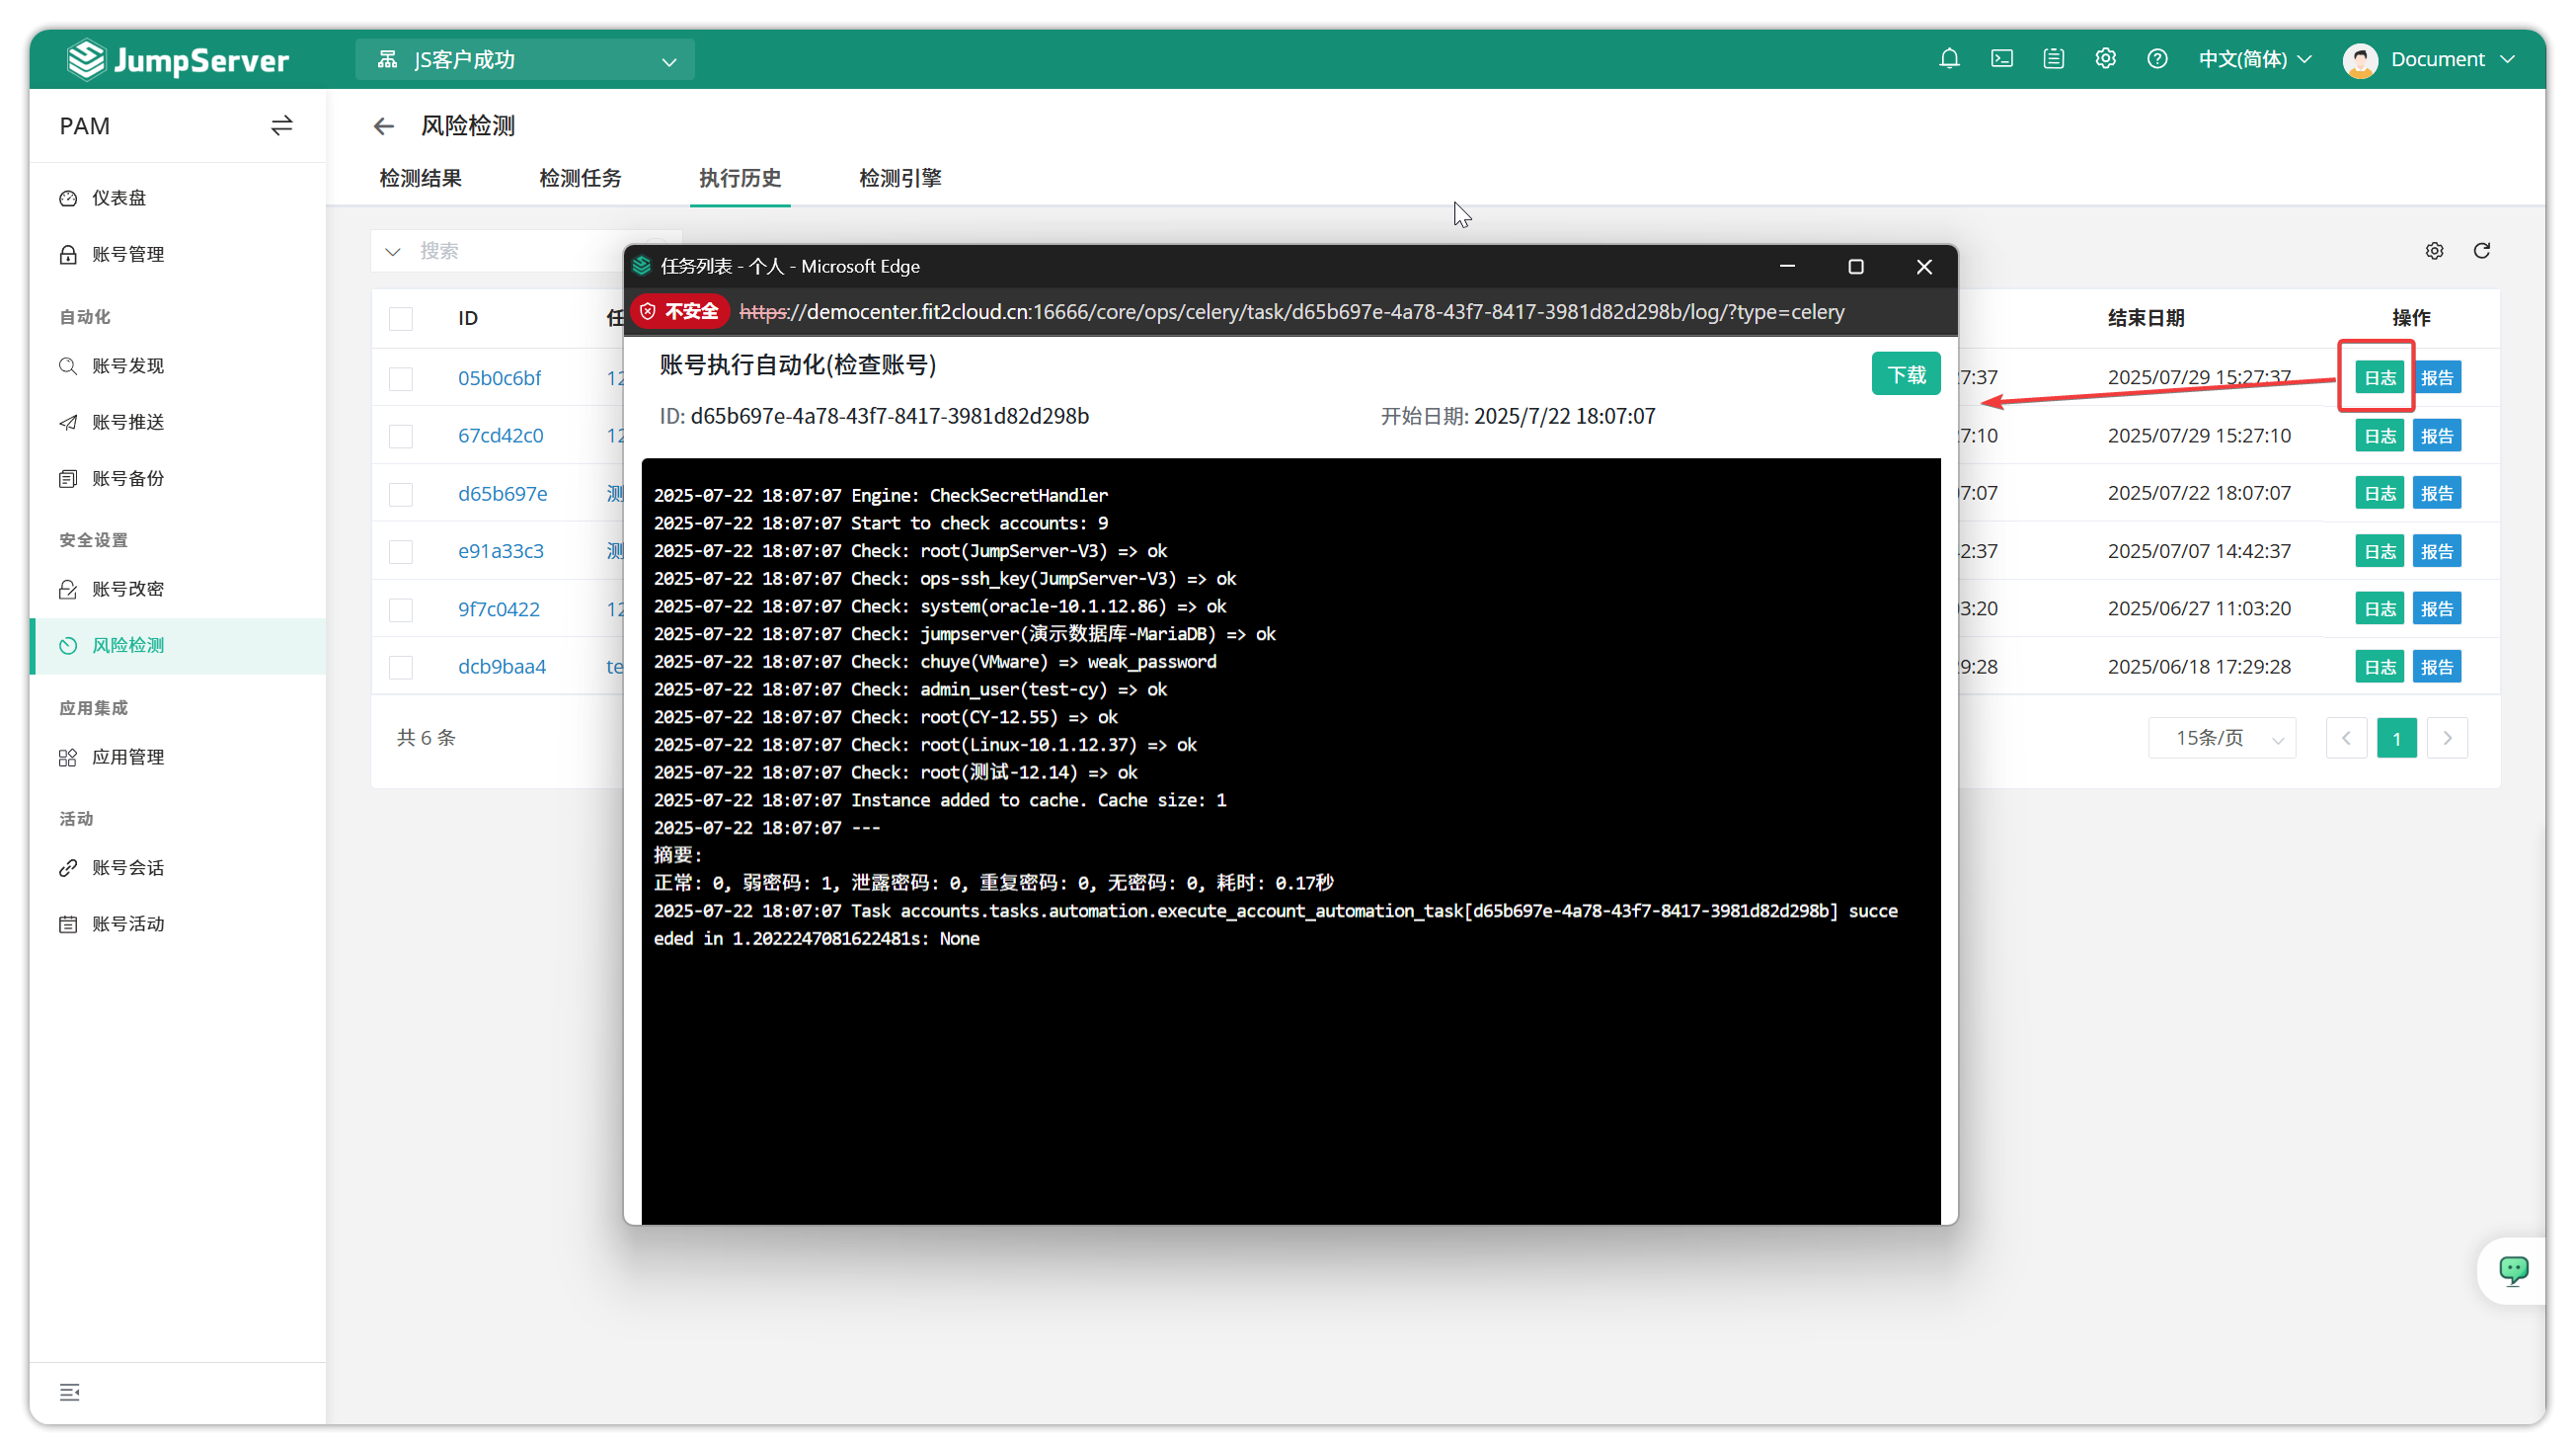 JumpServer
JS客户成功
中文(简体)
Document
PAM
仪表盘
账号管理
自动化
账号发现
账号推送
账号备份
安全设置
账号改密
风险检测
应用集成
应用管理
活动
账号会话
账号活动
风险检测
检测结果
检测任务
执行历史
检测引擎
搜索
ID 任 结束日期 操作
05b0c6bf 12 7:37 2025/07/29 15:27:37 日志 报告
67cd42c0 12 7:10 2025/07/29 15:27:10 日志 报告
d65b697e 测 7:07 2025/07/22 18:07:07 日志 报告
e91a33c3 测 2:37 2025/07/07 14:42:37 日志 报告
9f7c0422 12 3:20 2025/06/27 11:03:20 日志 报告
dcb9baa4 te 9:28 2025/06/18 17:29:28 日志 报告
共 6 条
15条/页
1
任务列表 - 个人 - Microsoft Edge
不安全 https://democenter.fit2cloud.cn:16666/core/ops/celery/task/d65b697e-4a78-43f7-8417-3981d82d298b/log/?type=celery
账号执行自动化(检查账号)
下载
ID: d65b697e-4a78-43f7-8417-3981d82d298b
开始日期: 2025/7/22 18:07:07
2025-07-22 18:07:07 Engine: CheckSecretHandler
2025-07-22 18:07:07 Start to check accounts: 9
2025-07-22 18:07:07 Check: root(JumpServer-V3) => ok
2025-07-22 18:07:07 Check: ops-ssh_key(JumpServer-V3) => ok
2025-07-22 18:07:07 Check: system(oracle-10.1.12.86) => ok
2025-07-22 18:07:07 Check: jumpserver(演示数据库-MariaDB) => ok
2025-07-22 18:07:07 Check: chuye(VMware) => weak_password
2025-07-22 18:07:07 Check: admin_user(test-cy) => ok
2025-07-22 18:07:07 Check: root(CY-12.55) => ok
2025-07-22 18:07:07 Check: root(Linux-10.1.12.37) => ok
2025-07-22 18:07:07 Check: root(测试-12.14) => ok
2025-07-22 18:07:07 Instance added to cache. Cache size: 1
2025-07-22 18:07:07 ---
摘要:
正常: 0, 弱密码: 1, 泄露密码: 0, 重复密码: 0, 无密码: 0, 耗时: 0.17秒
2025-07-22 18:07:07 Task accounts.tasks.automation.execute_account_automation_task[d65b697e-4a78-43f7-8417-3981d82d298b] succe
eded in 1.2022247081622481s: None